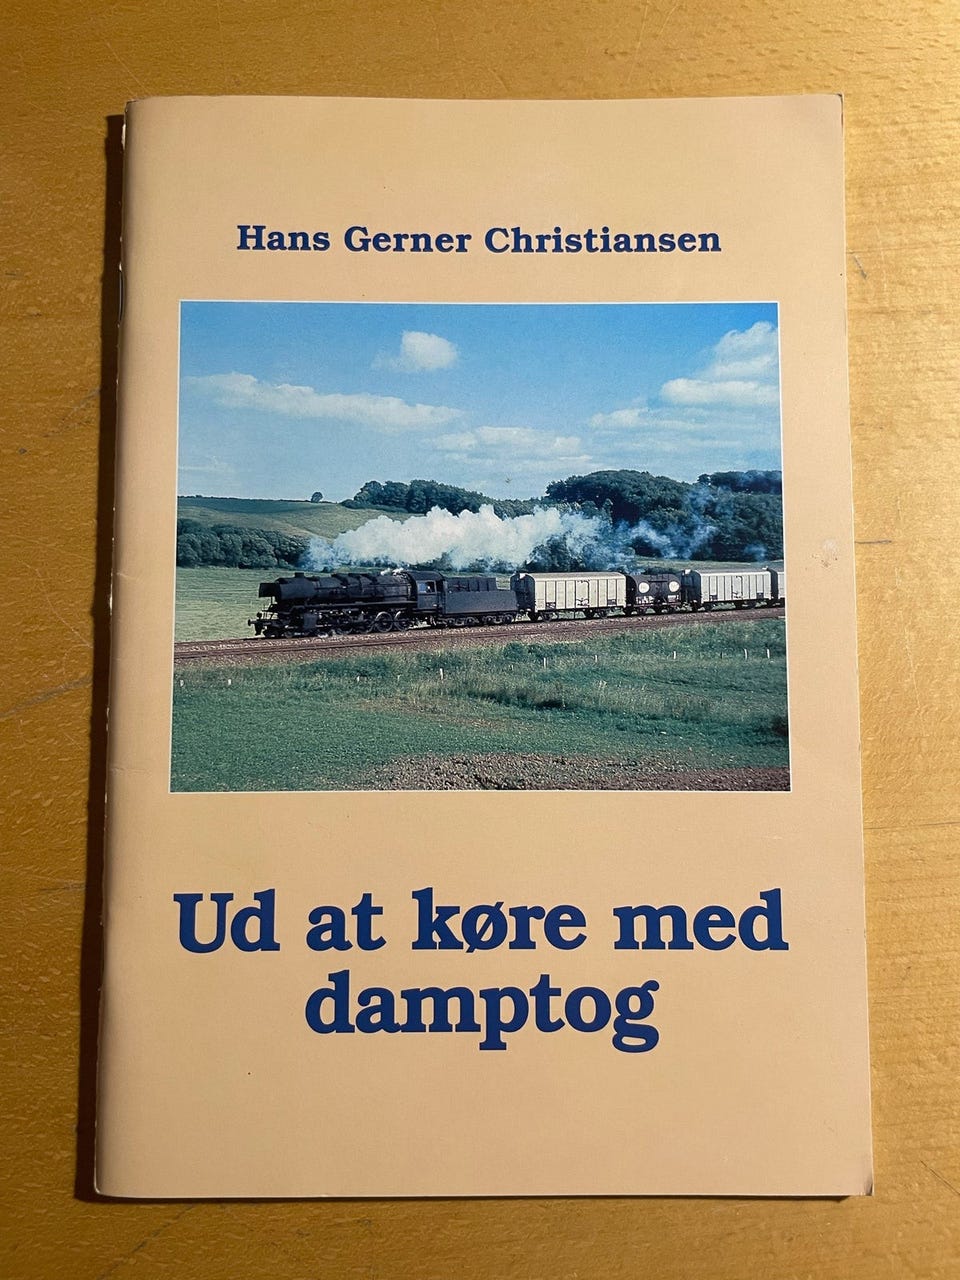 Hans Gerner Christiansen
Ud at køre med
damptog